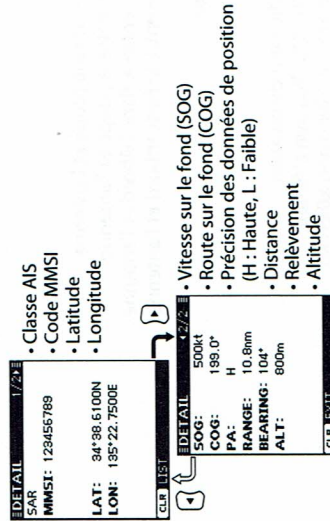 DETAIL 1/2
SAR
MMSI: 123456789
LAT: 34°38.5100N
LON: 135°22.7500E
CLR LIST
• Classe AIS
• Code MMSI
• Latitude
• Longitude
DETAIL 2/2
SOG: 500kt
COG: 199.0°
PA: H
RANGE: 10.8nm
BEARING: 104°
ALT: 800m
CLR EXIT
• Vitesse sur le fond (SOG)
• Route sur le fond (COG)
• Précision des données de position
(H : Haute, L : Faible)
• Distance
• Relèvement
• Altitude